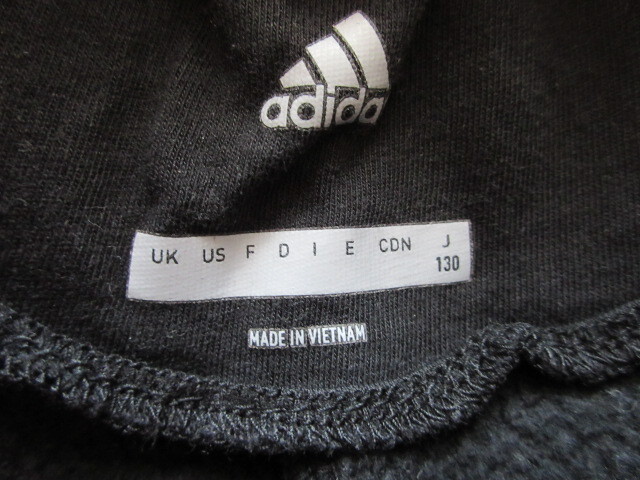 adidas
UK US F D I E CDN J
130
MADE IN VIETNAM